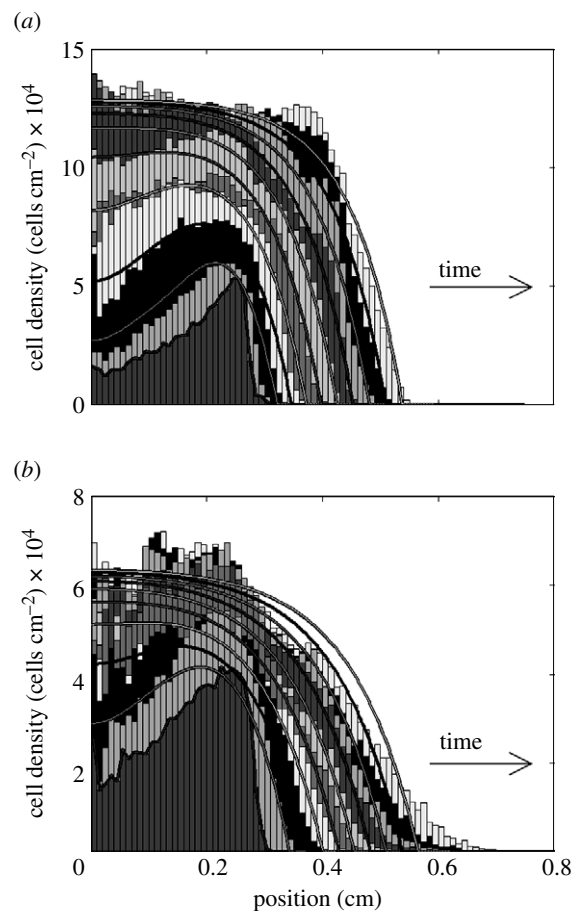 (a)
15
10
5
0
cell density (cells cm⁻²) × 10⁴
time
(b)
8
6
4
2
0
0.2
0.4
0.6
0.8
cell density (cells cm⁻²) × 10⁴
time
position (cm)